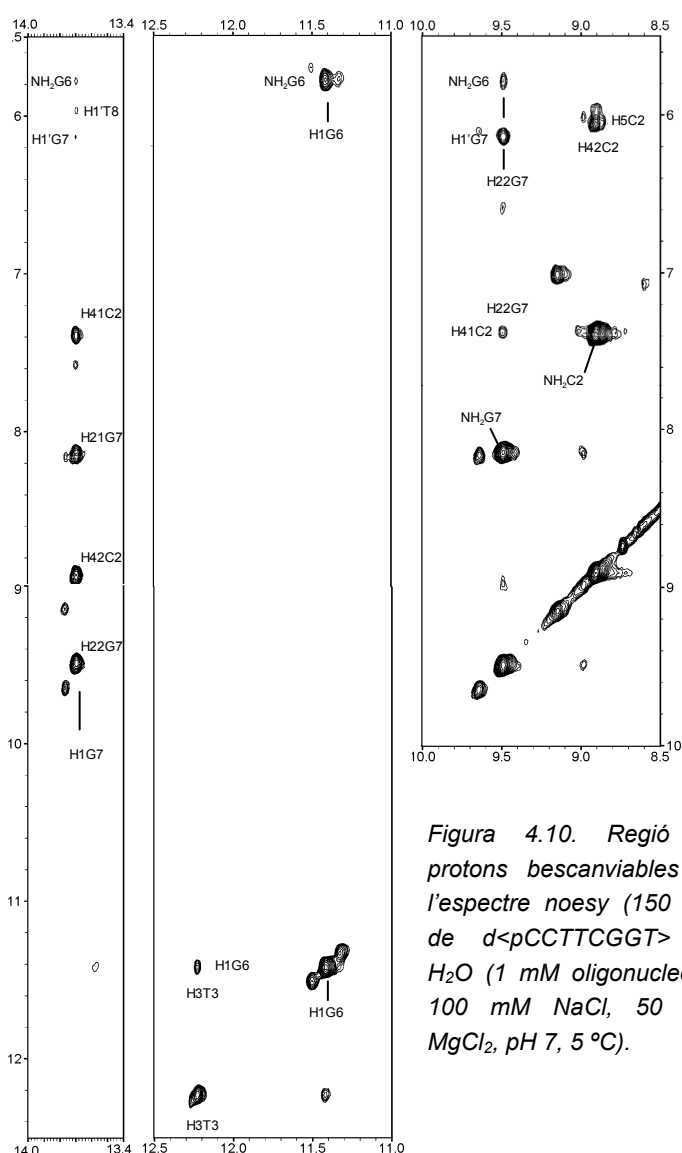 14.0 13.4 12.5 12.0 11.5 11.0 10.0 9.5 9.0 8.5
.5
6
7
8
9
10
11
12
NH₂G6
H1'T8
H1'G7
H41C2
H21G7
H42C2
H22G7
H1G7
14.0 13.4
NH₂G6
H1G6
H1G6
H3T3
H1G6
H3T3
12.5 12.0 11.5 11.0
NH₂G6
H5C2
H1'G7
H42C2
H22G7
H22G7
H41C2
NH₂C2
NH₂G7
6
7
8
9
10
10.0 9.5 9.0 8.5
Figura 4.10. Regió
protons bescanviables
l'espectre noesy (150
de d<pCCTTCGGT>
H₂O (1 mM oligonucleò
100 mM NaCl, 50
MgCl₂, pH 7, 5 ºC).